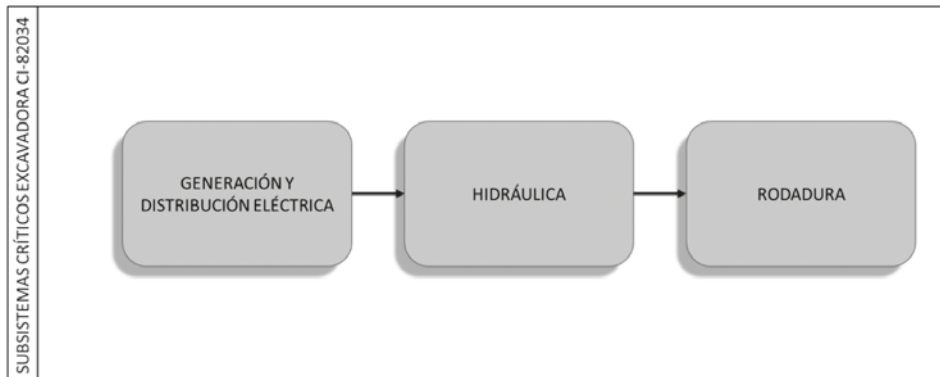 SUBSISTEMAS CRÍTICOS EXCAVADORA CI-82034
GENERACIÓN Y
DISTRIBUCIÓN ELÉCTRICA
HIDRÁULICA
RODADURA